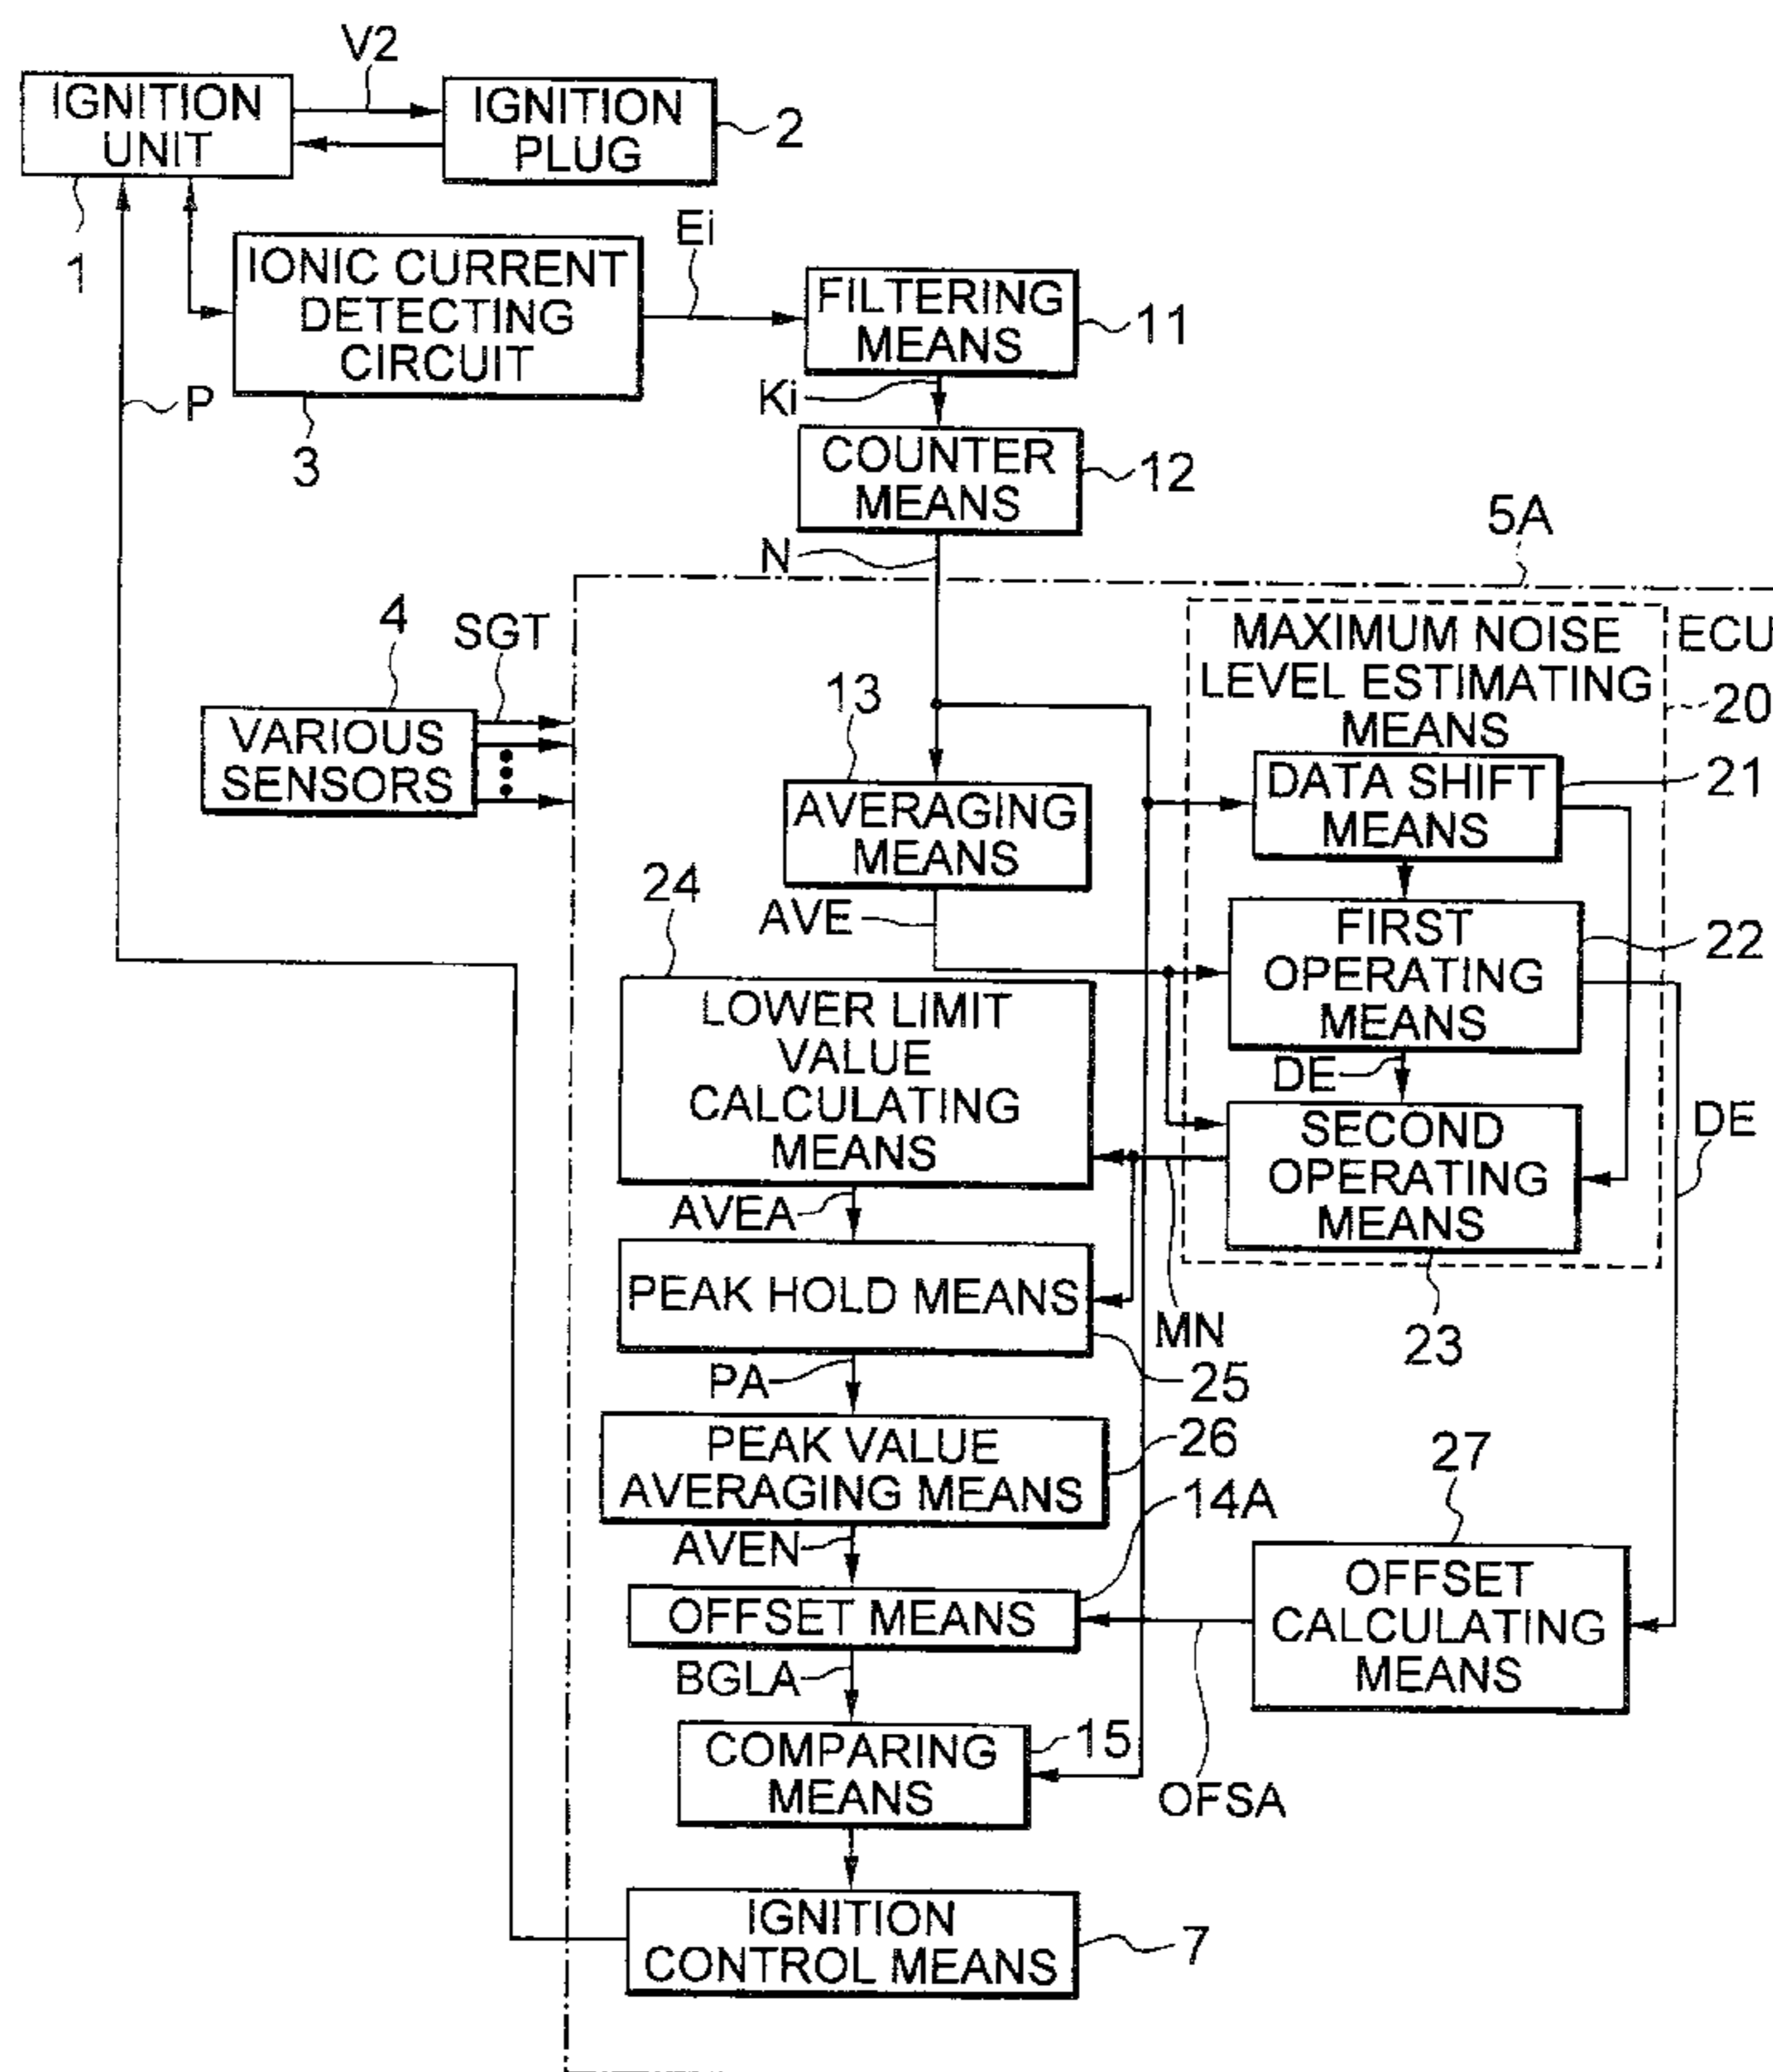 V2
IGNITION
UNIT
IGNITION
PLUG
2
1
IONIC CURRENT
DETECTING
CIRCUIT
3
Ei
FILTERING
MEANS
11
P
Ki
COUNTER
MEANS
12
N
5A
ECU
4
SGT
VARIOUS
SENSORS
MAXIMUM NOISE
LEVEL ESTIMATING
MEANS
20
13
AVERAGING
MEANS
DATA SHIFT
MEANS
21
24
AVE
FIRST
OPERATING
MEANS
22
LOWER LIMIT
VALUE
CALCULATING
MEANS
DE
DE
SECOND
OPERATING
MEANS
23
AVEA
PEAK HOLD MEANS
MN
25
PA
PEAK VALUE
AVERAGING MEANS
26
14A
27
AVEN
OFFSET MEANS
OFFSET
CALCULATING
MEANS
BGLA
COMPARING
MEANS
15
OFSA
IGNITION
CONTROL MEANS
7